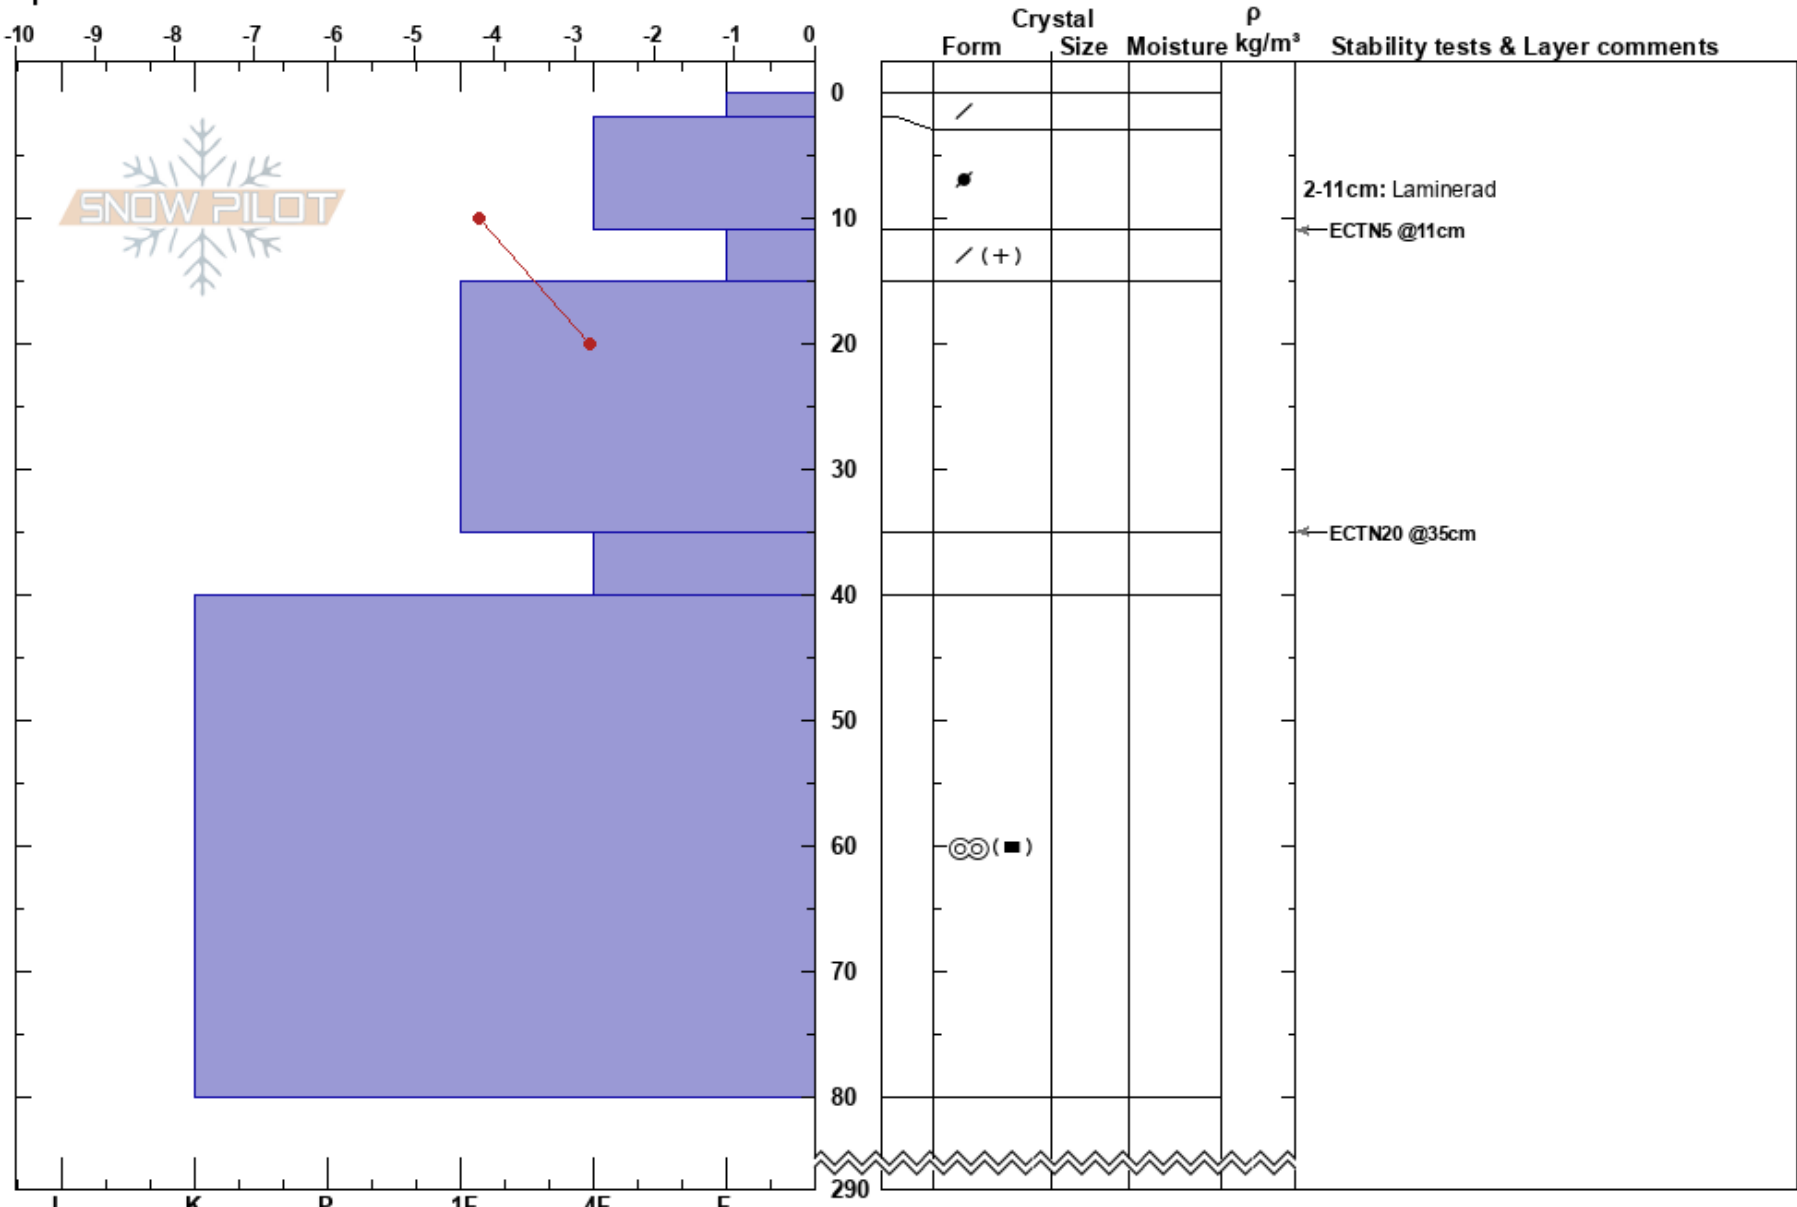 Crystal
ρ
-10 -9 -8 -7 -6 -5 -4 -3 -2 -1 0
Form Size Moisture kg/m³ Stability tests & Layer comments
0
SNOW PILOT
2-11cm: Laminerad
10
ECTN5 @11cm
(+)
20
30
ECTN20 @35cm
40
50
60
70
80
290
K 1F 4F F